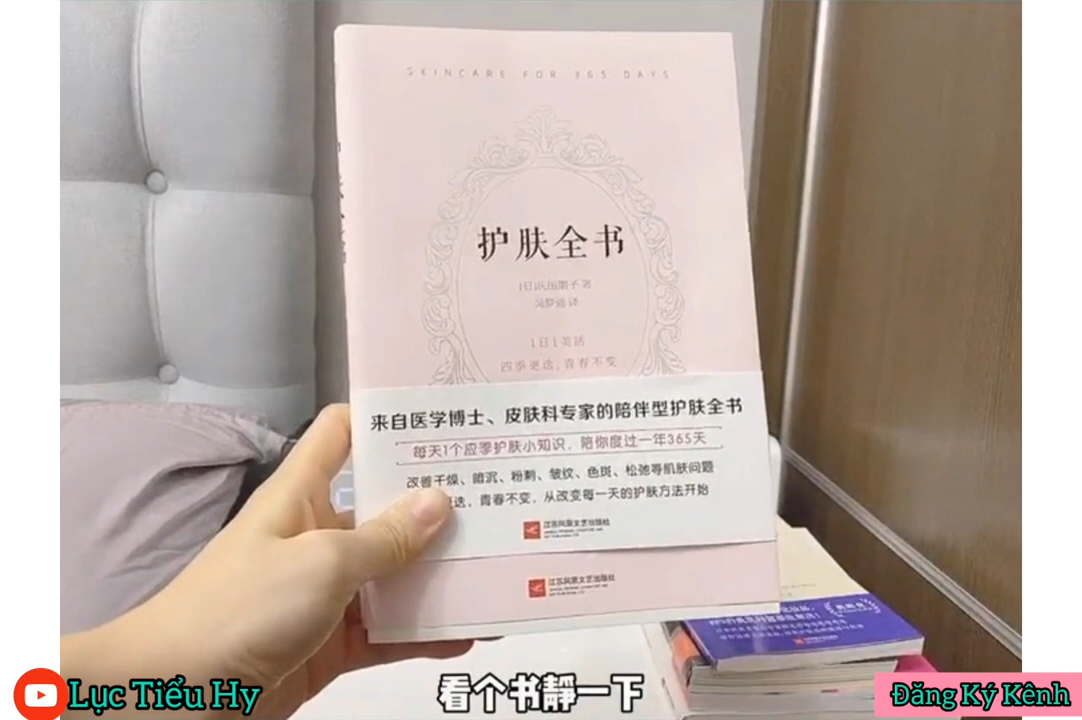 SKINCARE FOR 365 DAYS
护肤全书
1日1美活
四季更迭，青春不变
来自医学博士、皮肤科专家的陪伴型护肤全书
每天1个应季护肤小知识，陪你度过一年365天
改善干燥、暗沉、粉刺、皱纹、色斑、松弛等肌肤问题
更迭，青春不变，从改变每一天的护肤方法开始
江苏凤凰文艺出版社
江苏凤凰文艺出版社
看个书靜一下
Lục Tiểu Hy
Đăng Ký Kênh